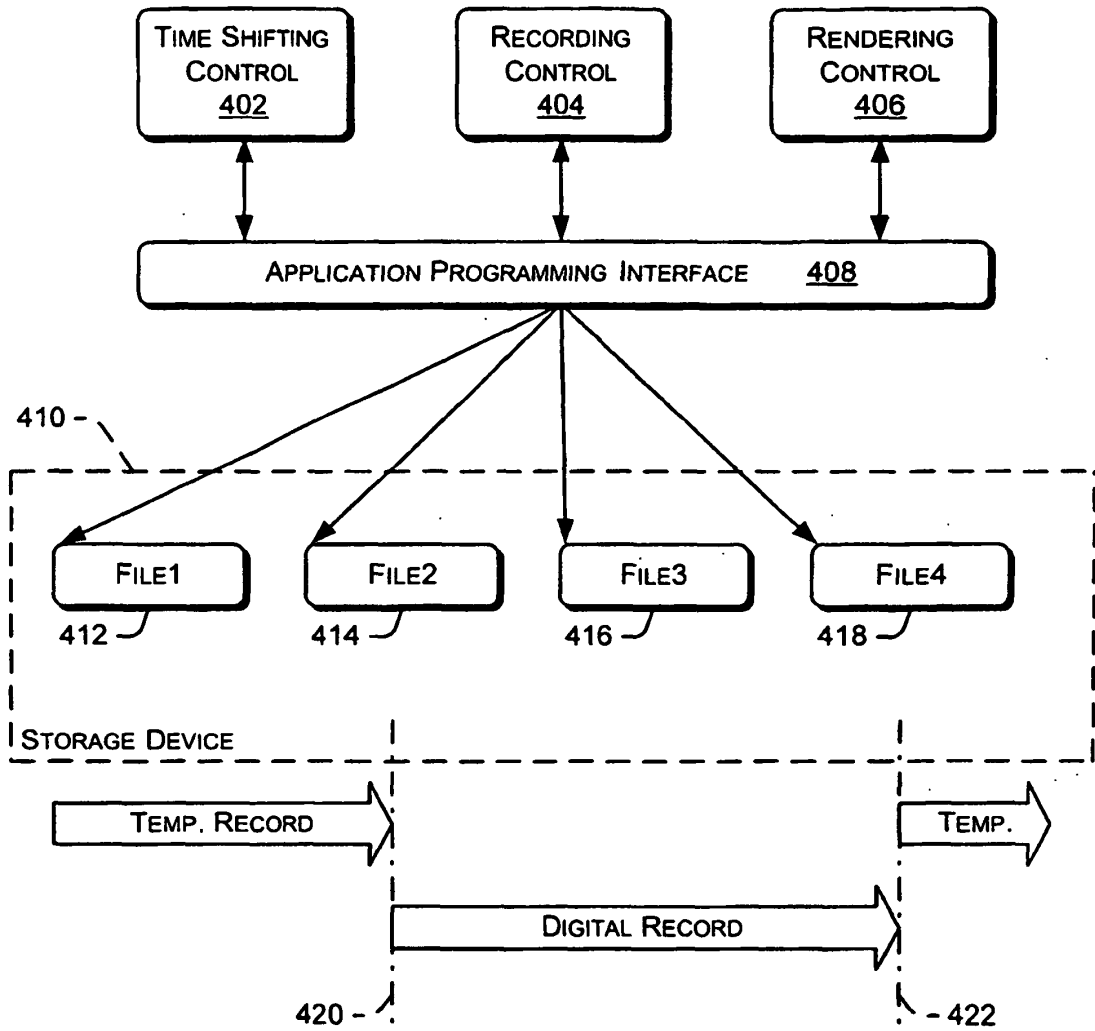 TIME SHIFTING
CONTROL
402
RECORDING
CONTROL
404
RENDERING
CONTROL
406
APPLICATION PROGRAMMING INTERFACE 408
410
FILE1
FILE2
FILE3
FILE4
412
414
416
418
STORAGE DEVICE
TEMP. RECORD
TEMP.
DIGITAL RECORD
420
422